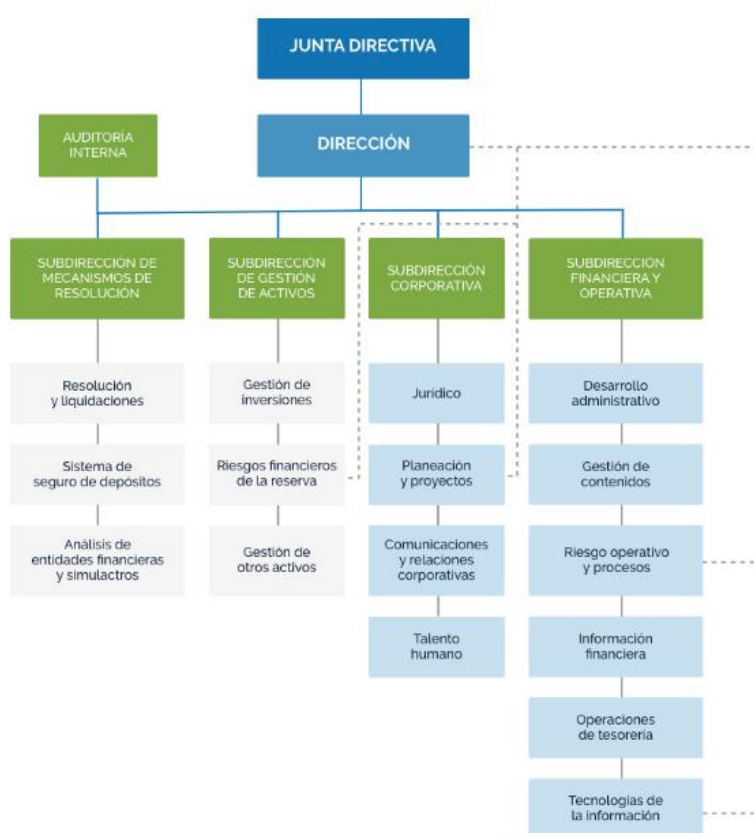 JUNTA DIRECTIVA
AUDITORÍA
INTERNA
DIRECCIÓN
SUBDIRECCIÓN DE
MECANISMOS DE
RESOLUCIÓN
SUBDIRECCIÓN
DE GESTIÓN
DE ACTIVOS
SUBDIRECCIÓN
CORPORATIVA
SUBDIRECCIÓN
FINANCIERA Y
OPERATIVA
Resolución
y liquidaciones
Sistema de
seguro de depósitos
Análisis de
entidades financieras
y simulactros
Gestión de
inversiones
Riesgos financieros
de la reserva
Gestión de
otros activos
Jurídico
Planeación
y proyectos
Comunicaciones
y relaciones
corporativas
Talento
humano
Desarrollo
administrativo
Gestión de
contenidos
Riesgo operativo
y procesos
Información
financiera
Operaciones
de tesorería
Tecnologías de
la información